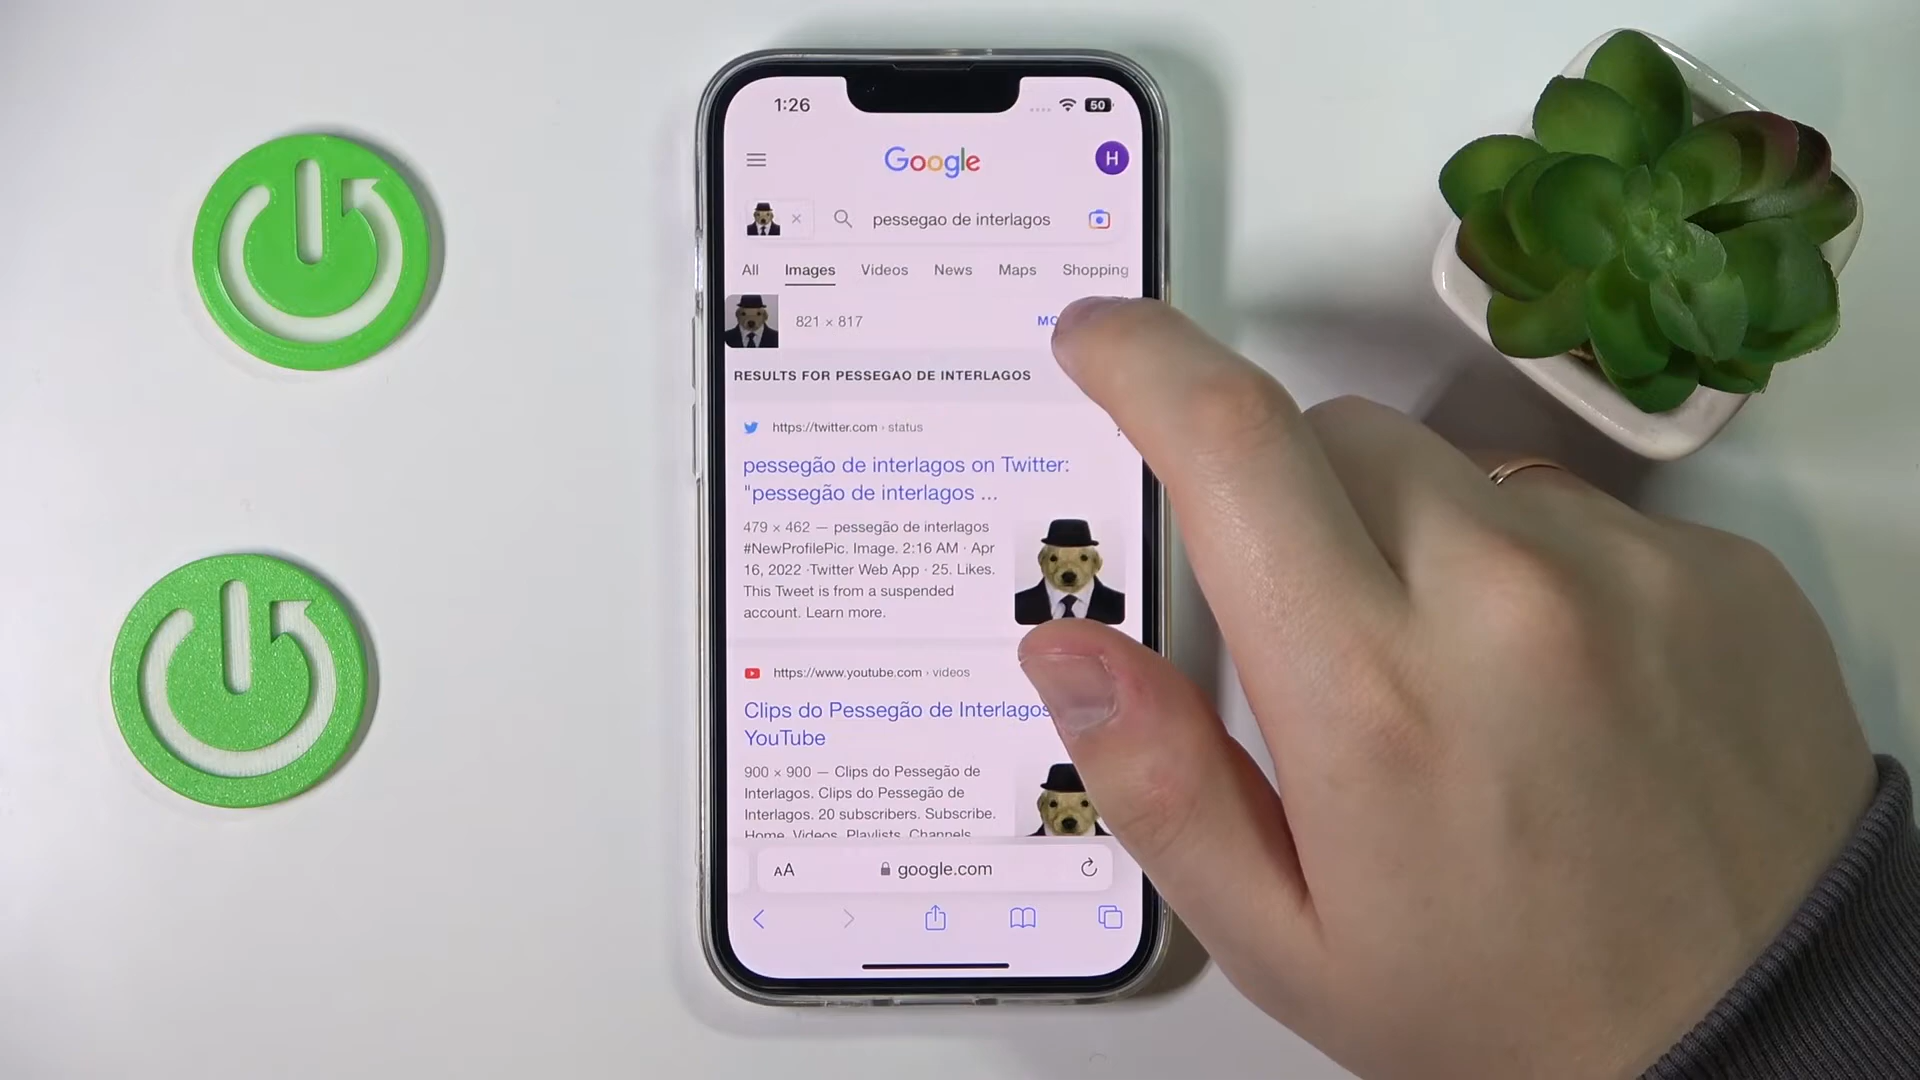 1:26
50
Google
H
pessegao de interlagos
All Images Videos News Maps Shopping
821 × 817
RESULTS FOR PESSEGAO DE INTERLAGOS
https://twitter.com › status
pessegão de interlagos on Twitter:
"pessegão de interlagos ...
479 × 462 — pessegão de interlagos
#NewProfilePic. Image. 2:16 AM · Apr
16, 2022 ·Twitter Web App · 25. Likes.
This Tweet is from a suspended
account. Learn more.
https://www.youtube.com › videos
Clips do Pessegão de Interlagos
YouTube
900 × 900 — Clips do Pessegão de
Interlagos. Clips do Pessegão de
Interlagos. 20 subscribers. Subscribe.
Home. Videos. Playlists. Channels.
AA google.com